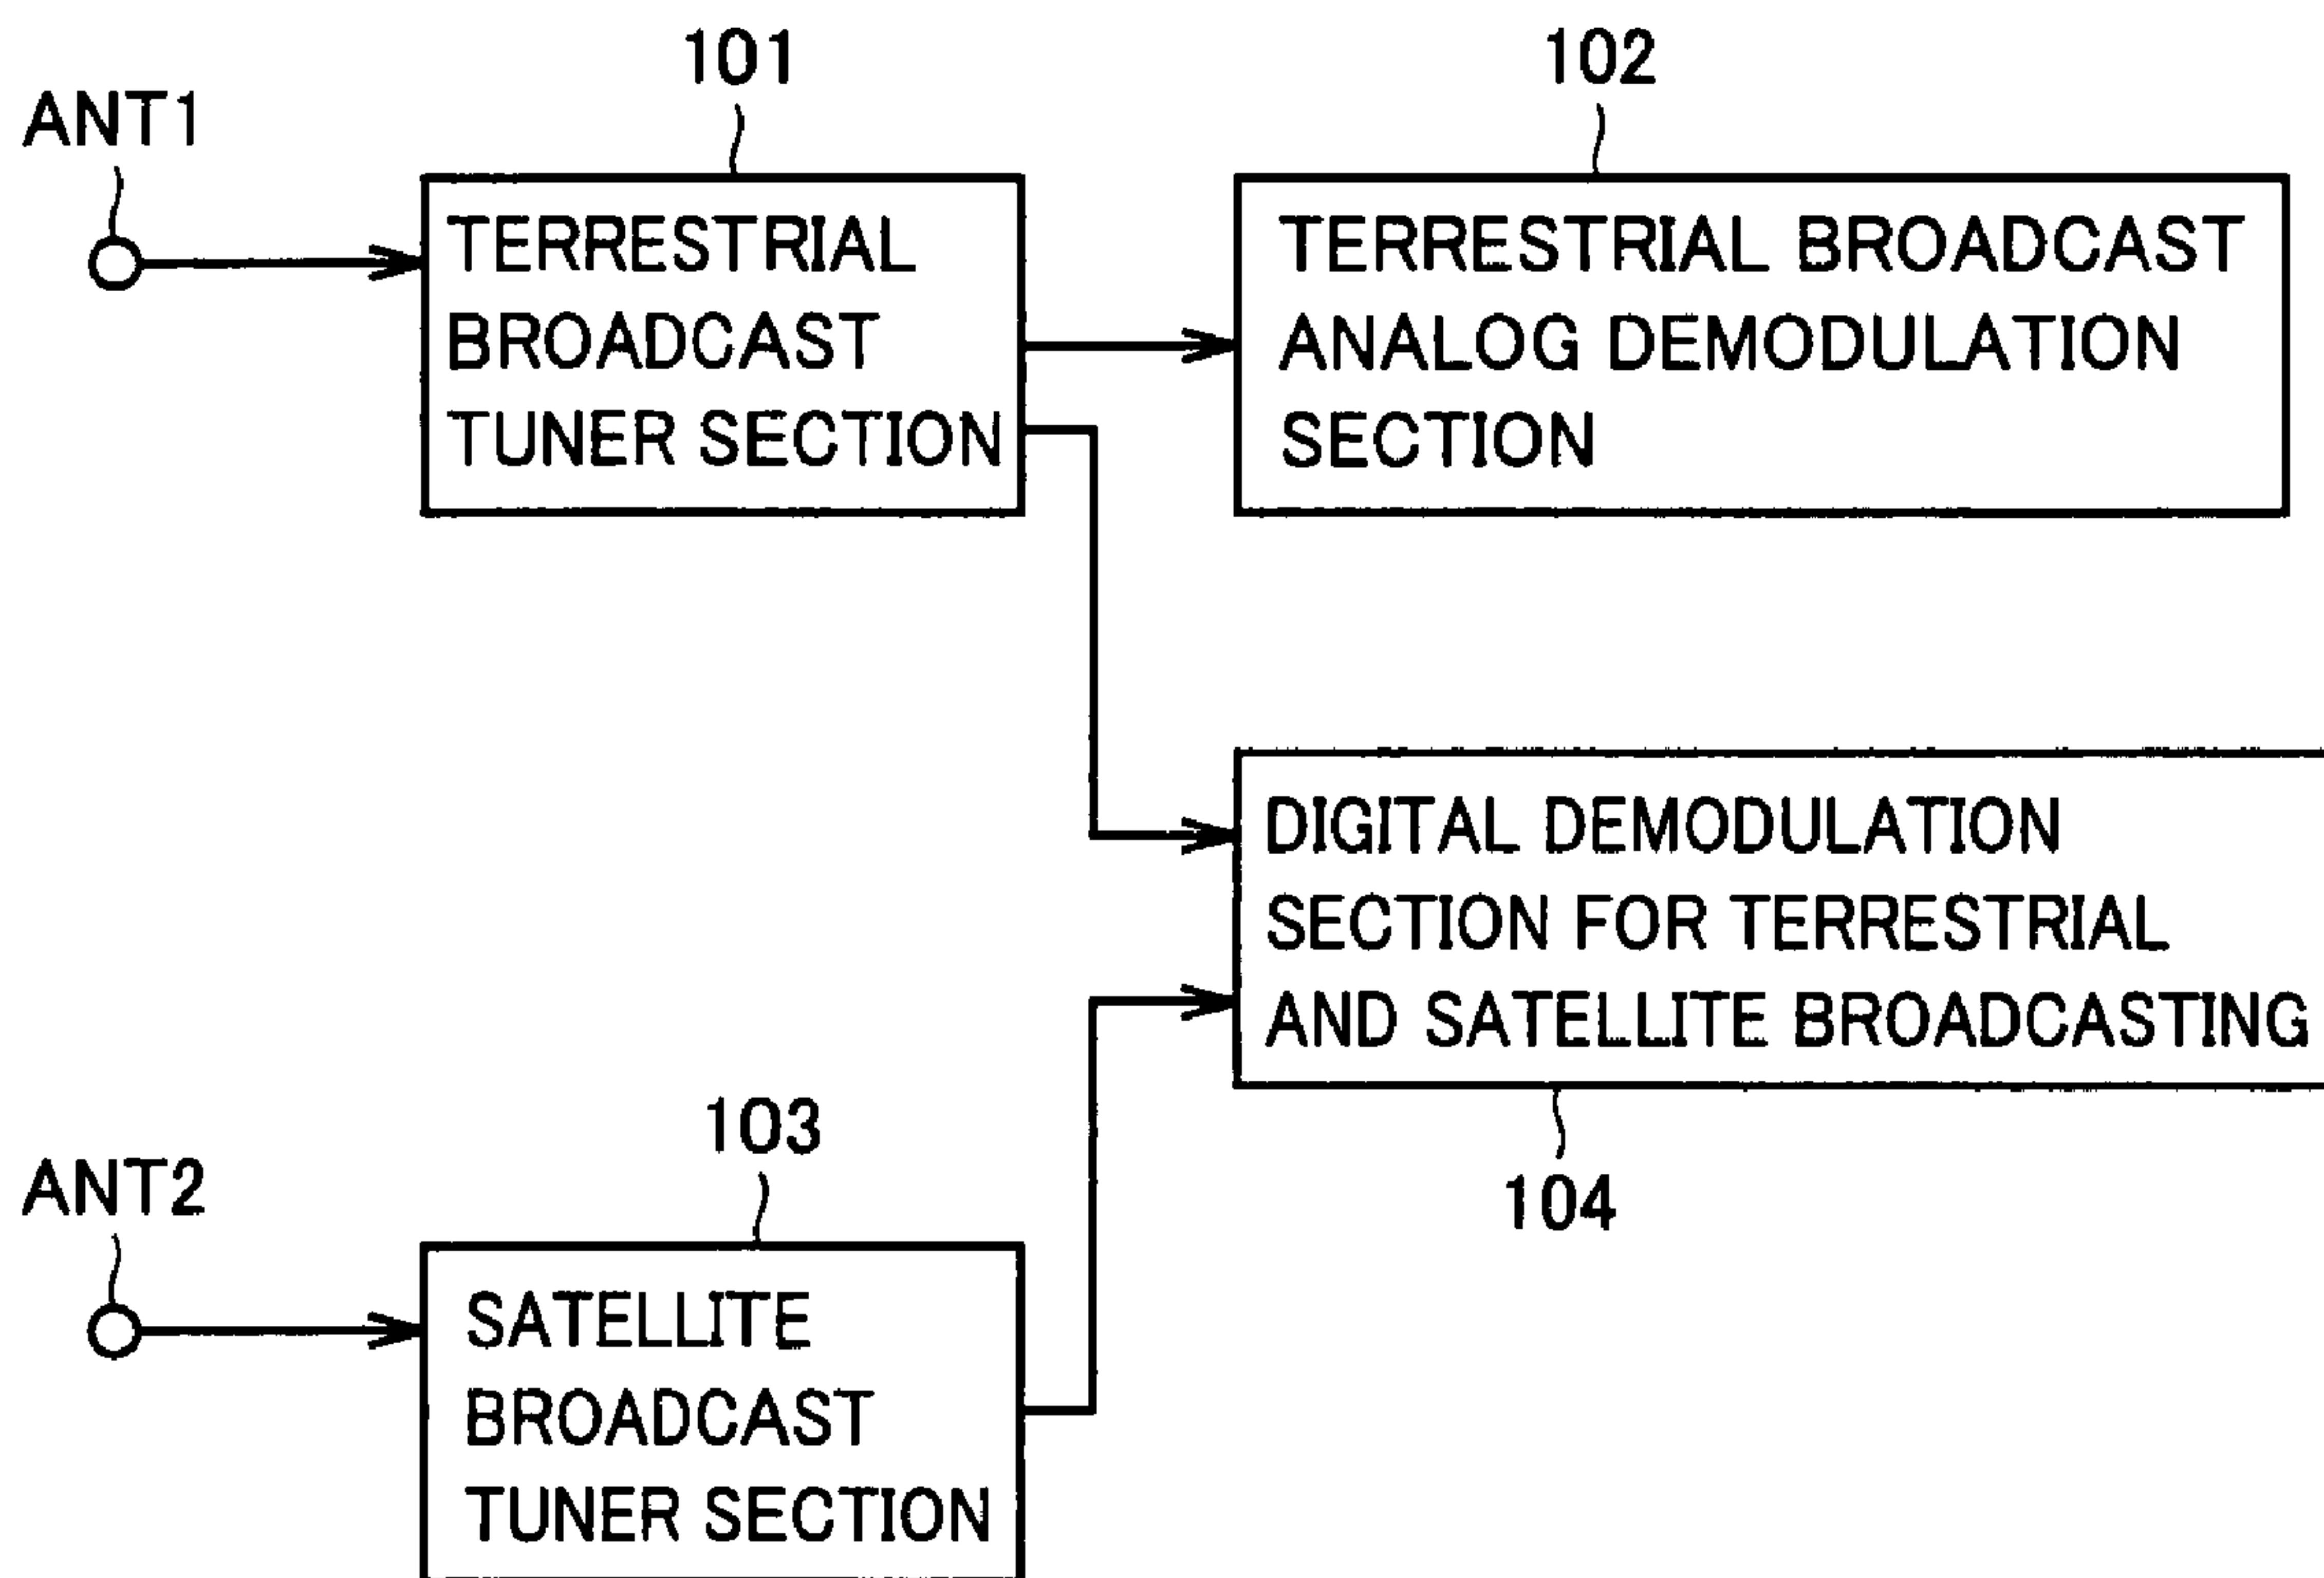 101
102
ANT1
TERRESTRIAL
BROADCAST
TUNER SECTION
TERRESTRIAL BROADCAST
ANALOG DEMODULATION
SECTION
DIGITAL DEMODULATION
SECTION FOR TERRESTRIAL
AND SATELLITE BROADCASTING
104
103
ANT2
SATELLITE
BROADCAST
TUNER SECTION